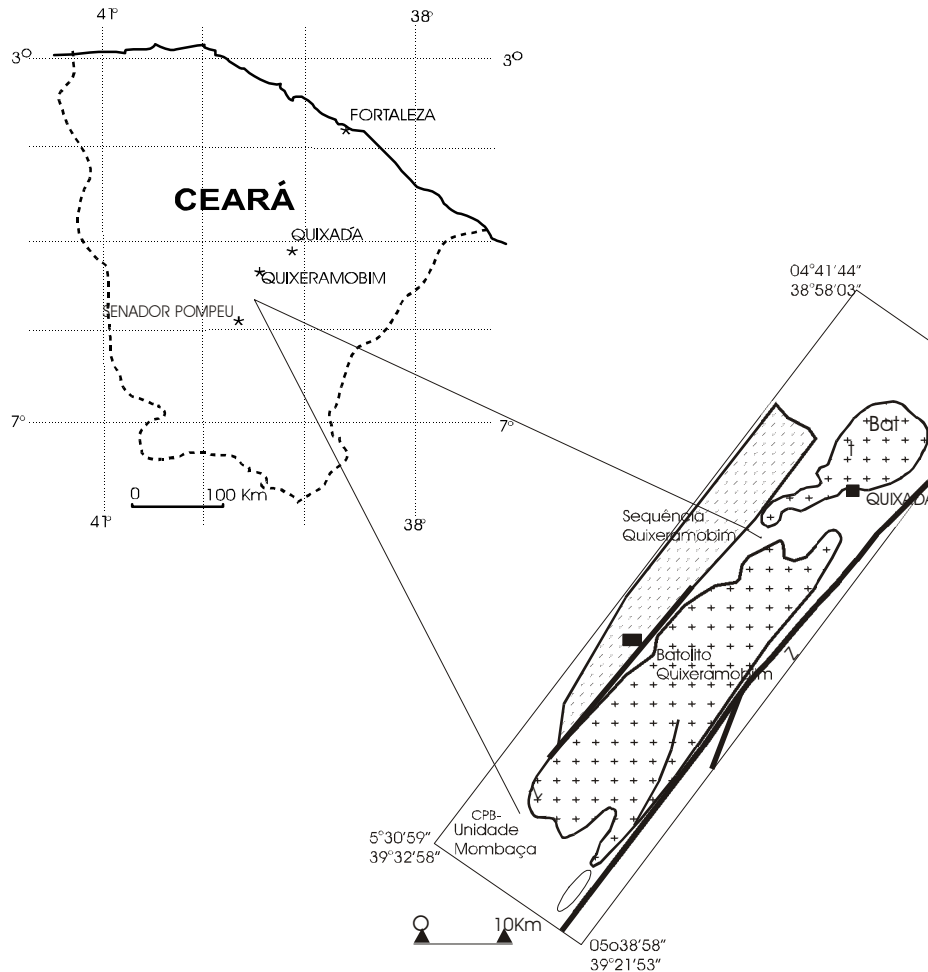 41°
38°
3°
3°
FORTALEZA
CEARÁ
QUIXADÁ
QUIXERAMOBIM
SENADOR POMPEU
7°
7°
0 100 Km
41°
38°
04°41'44"
38°58'03"
Bat
QUIXADA
Sequência
Quixeramobim
Batolito
Quixeramobim
Z
CPB-
Unidade
Mombaça
5°30'59"
39°32'58"
10Km
05o38'58
39°21'53"